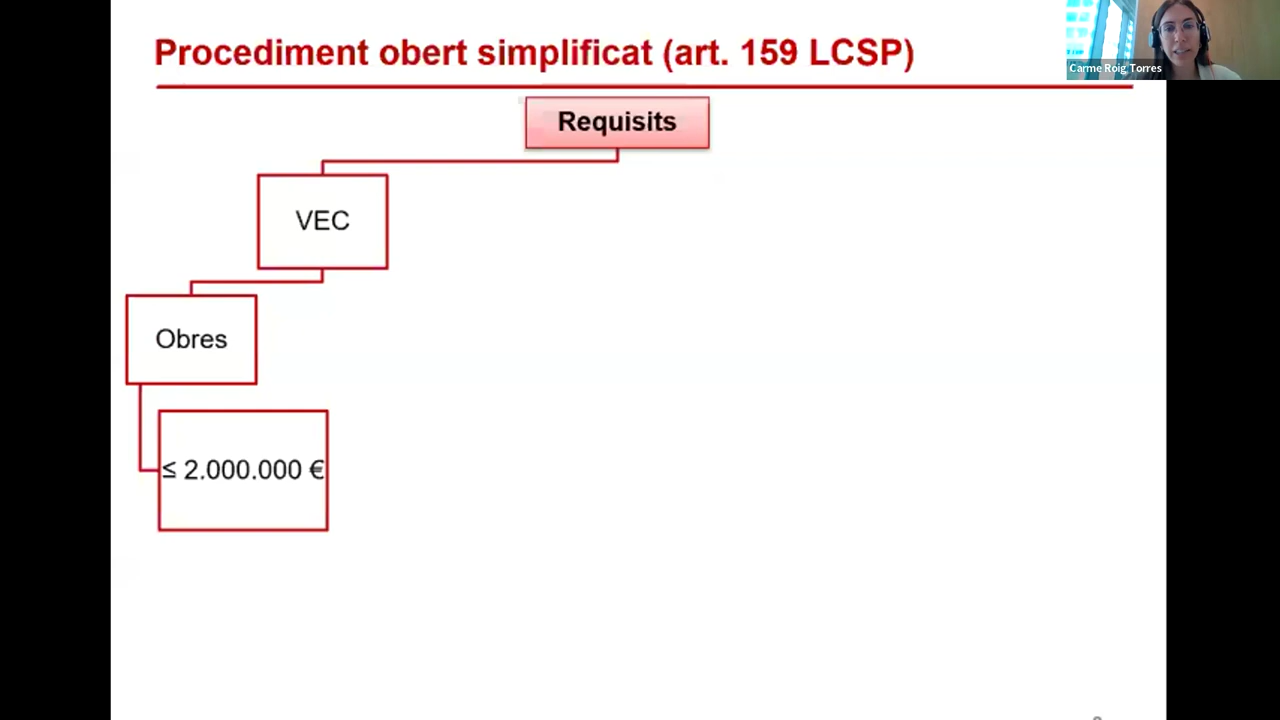 Procediment obert simplificat (art. 159 LCSP)
Carme Roig Torres
Requisits
VEC
Obres
≤ 2.000.000 €